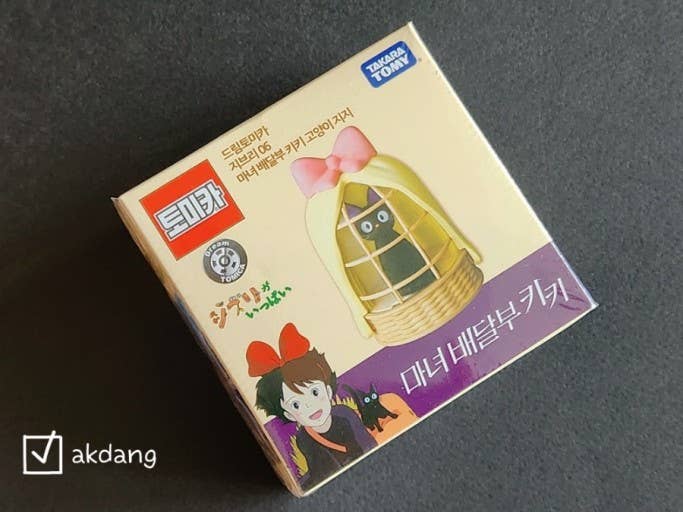 TAKARA
TOMY
드림토미카
지브리 06
마녀 배달부 키키 고양이 지지
토미카
Dream
TOMICA
ジブリが
いっぱい
마녀 배달부 키키
akdang